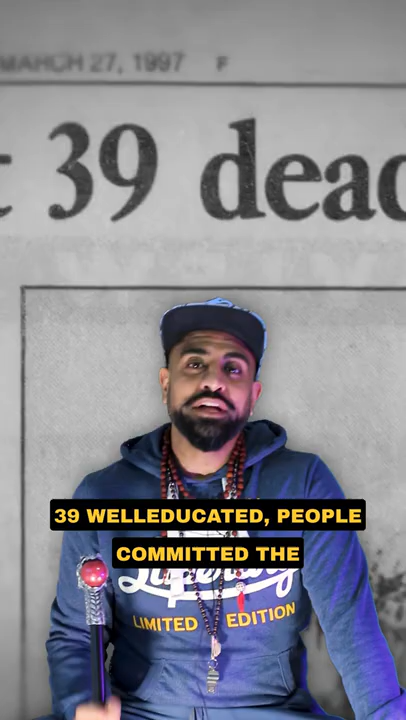 MARCH 27, 1997 F
39 dead
39 WELLEDUCATED, PEOPLE
COMMITTED THE
LIMITED EDITION